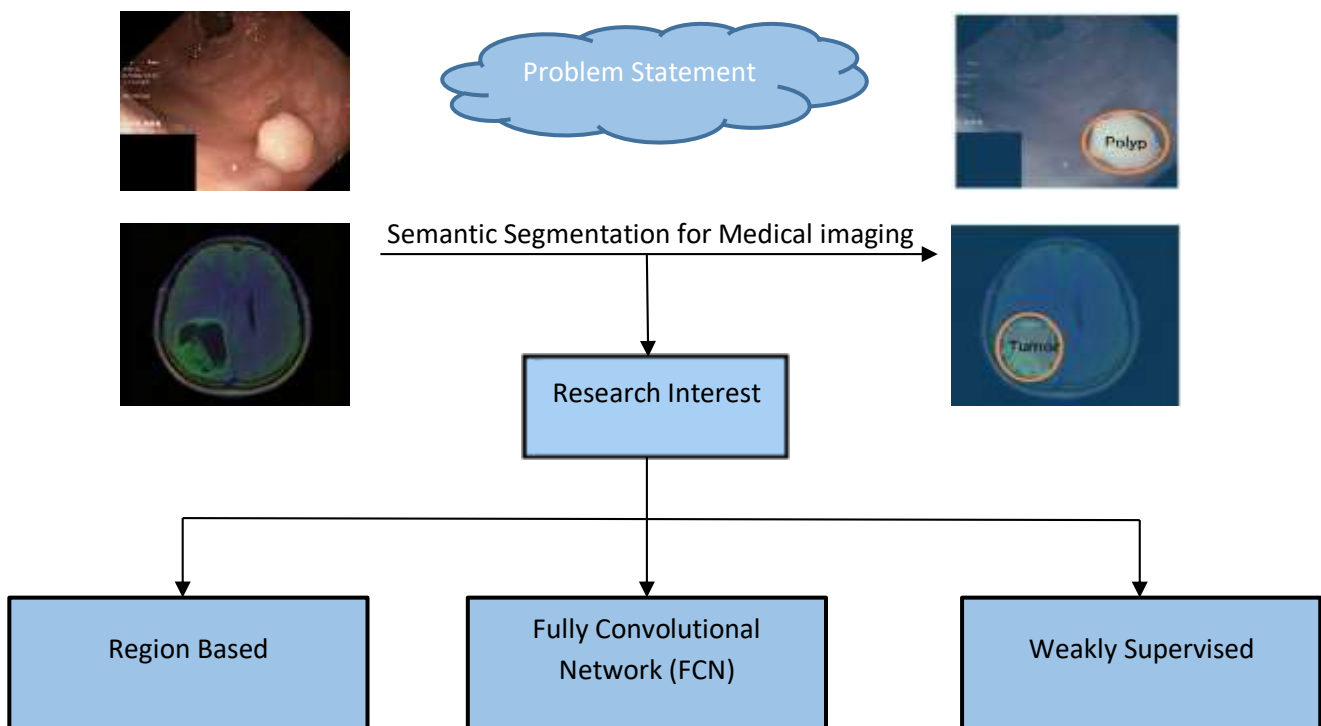 Problem Statement
Polyp
Semantic Segmentation for Medical imaging
Tumor
Research Interest
Region Based
Fully Convolutional
Network (FCN)
Weakly Supervised